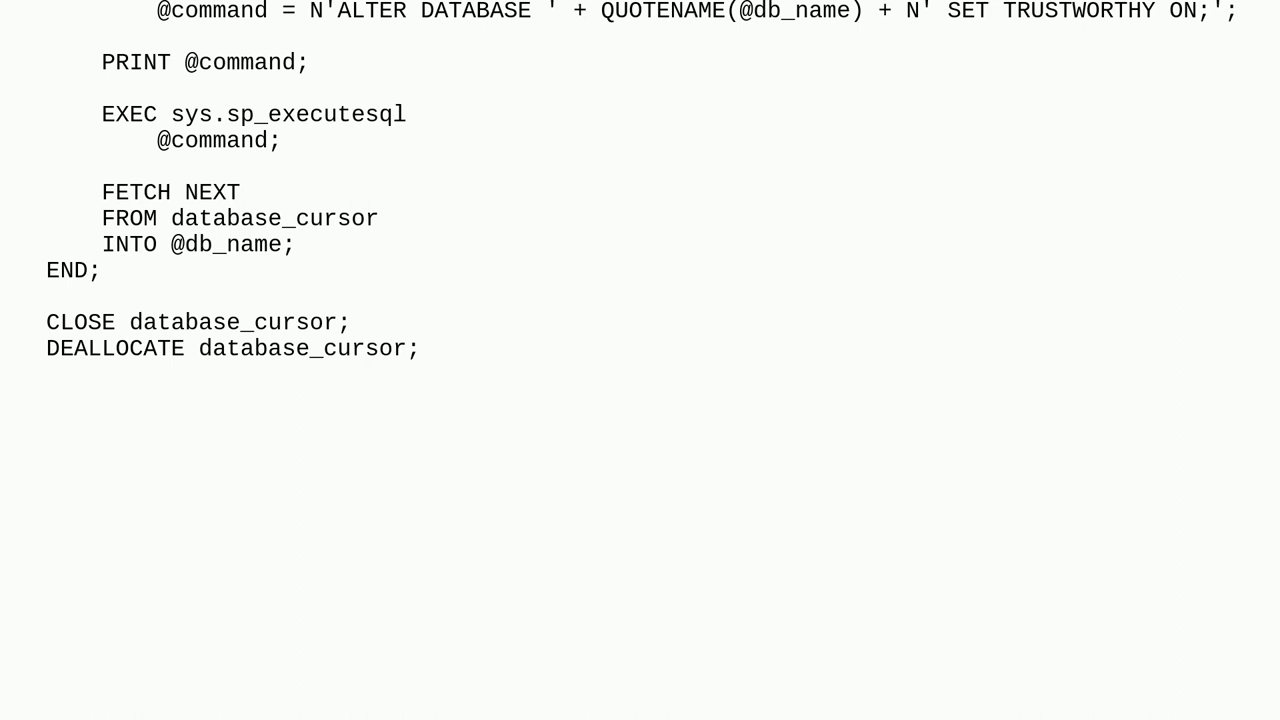 @command = N'ALTER DATABASE ' + QUOTENAME(@db_name) + N' SET TRUSTWORTHY ON;';
PRINT @command;
EXEC sys.sp_executesql
@command;
FETCH NEXT
FROM database_cursor
INTO @db_name;
END;
CLOSE database_cursor;
DEALLOCATE database_cursor;